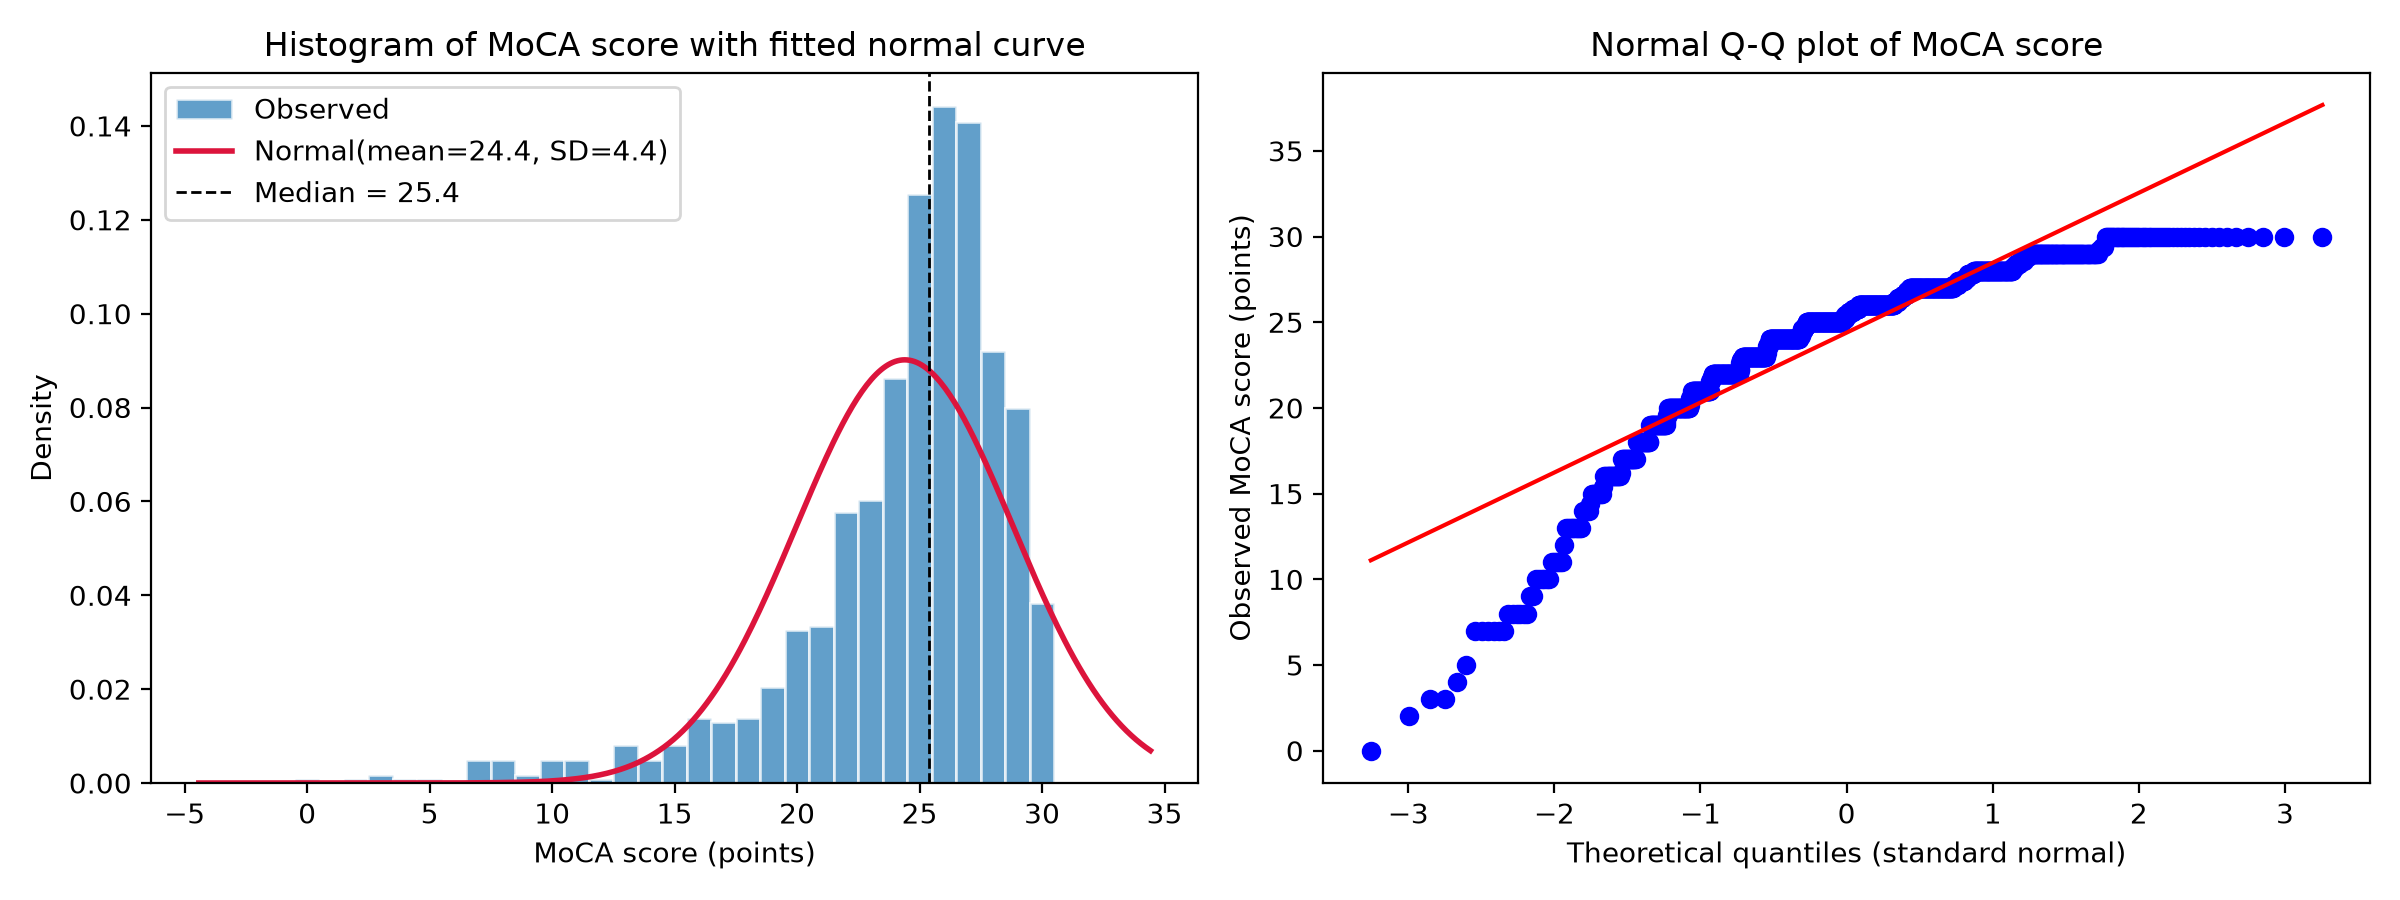 Histogram of MoCA score with fitted normal curve
Observed
Normal(mean=24.4, SD=4.4)
Median = 25.4
Density
0.14
0.12
0.10
0.08
0.06
0.04
0.02
0.00
−5 0 5 10 15 20 25 30 35
MoCA score (points)
Normal Q-Q plot of MoCA score
Observed MoCA score (points)
35
30
25
20
15
10
5
0
−3 −2 −1 0 1 2 3
Theoretical quantiles (standard normal)